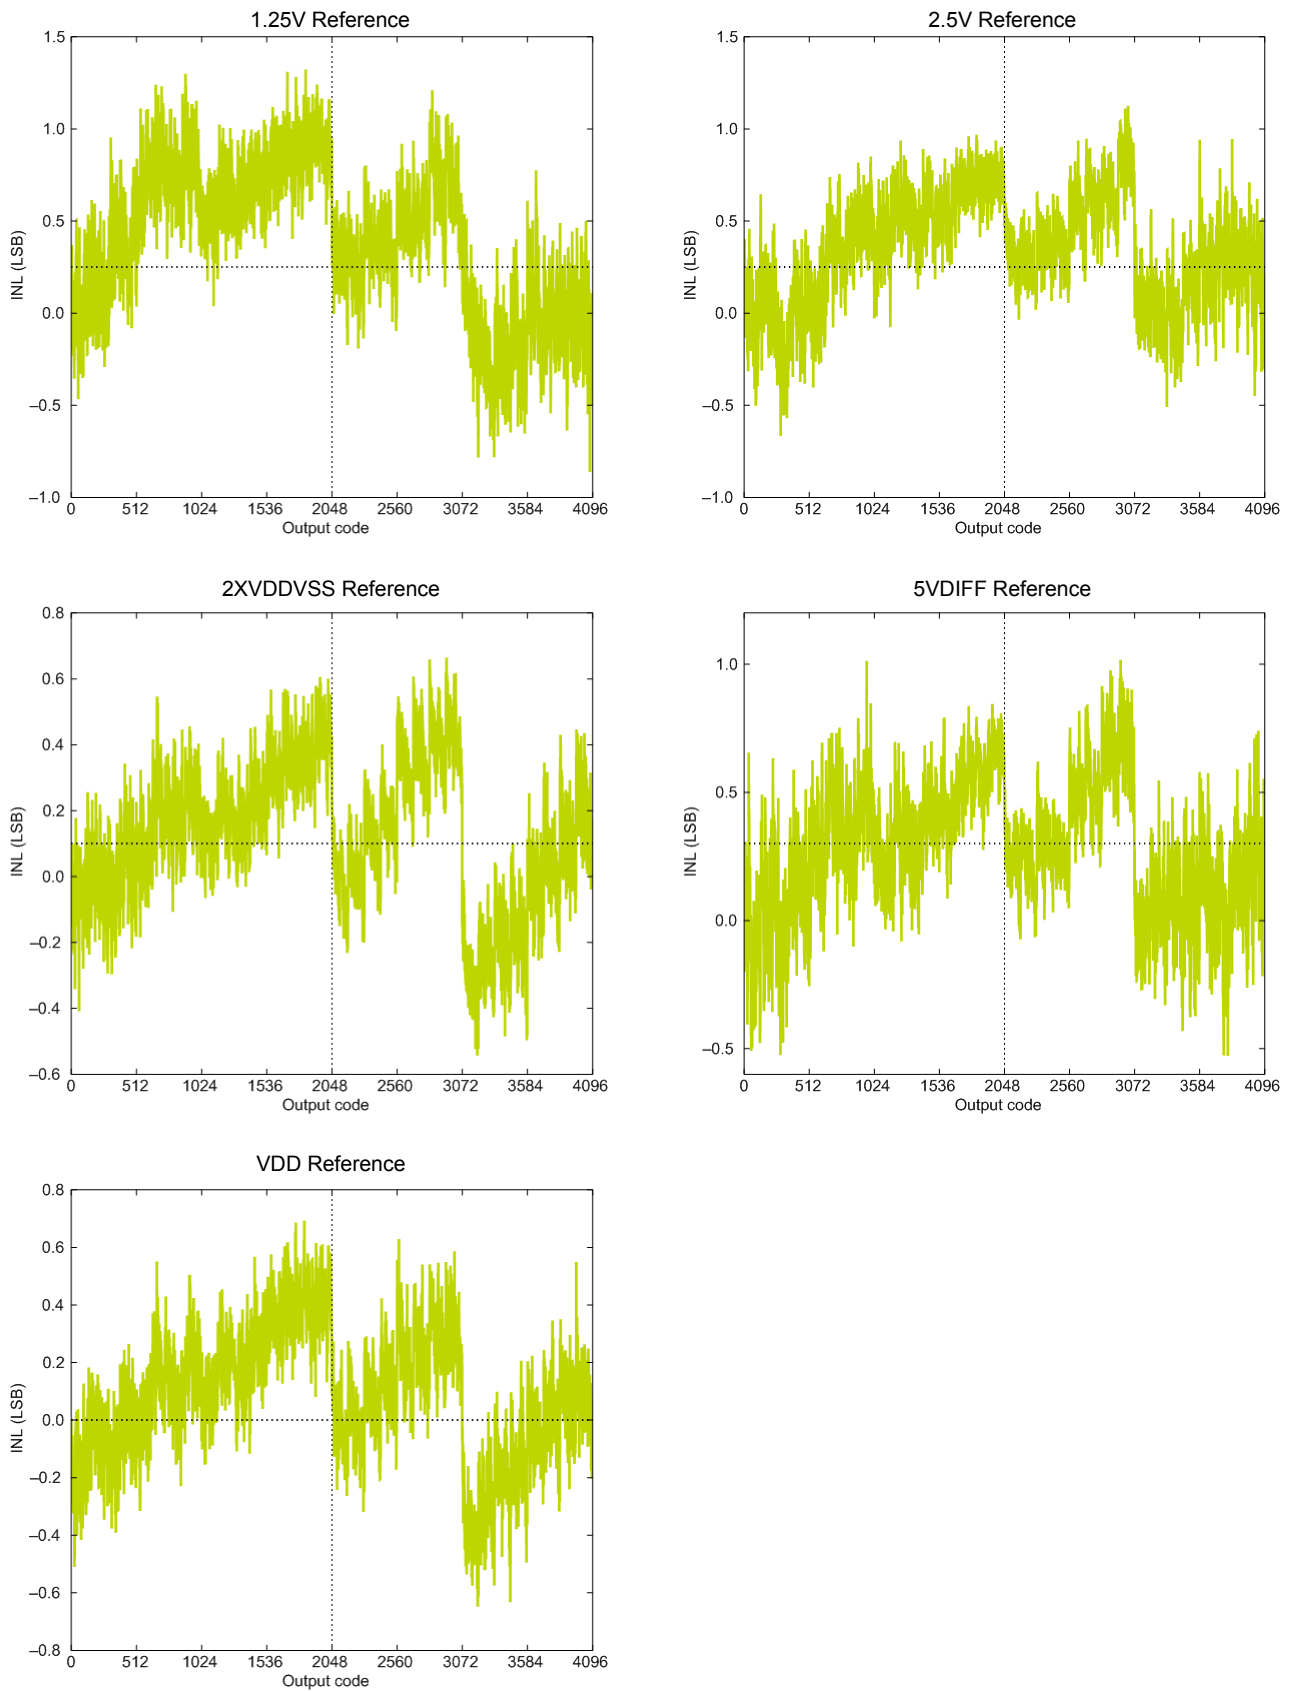 1.25V Reference
1.5
1.0
0.5
0.0
–0.5
–1.0
INL (LSB)
0 512 1024 1536 2048 2560 3072 3584 4096
Output code
2.5V Reference
1.5
1.0
0.5
0.0
–0.5
–1.0
INL (LSB)
0 512 1024 1536 2048 2560 3072 3584 4096
Output code
2XVDDVSS Reference
0.8
0.6
0.4
0.2
0.0
–0.2
–0.4
–0.6
INL (LSB)
0 512 1024 1536 2048 2560 3072 3584 4096
Output code
5VDIFF Reference
1.0
0.5
0.0
–0.5
INL (LSB)
0 512 1024 1536 2048 2560 3072 3584 4096
Output code
VDD Reference
0.8
0.6
0.4
0.2
0.0
–0.2
–0.4
–0.6
–0.8
INL (LSB)
0 512 1024 1536 2048 2560 3072 3584 4096
Output code